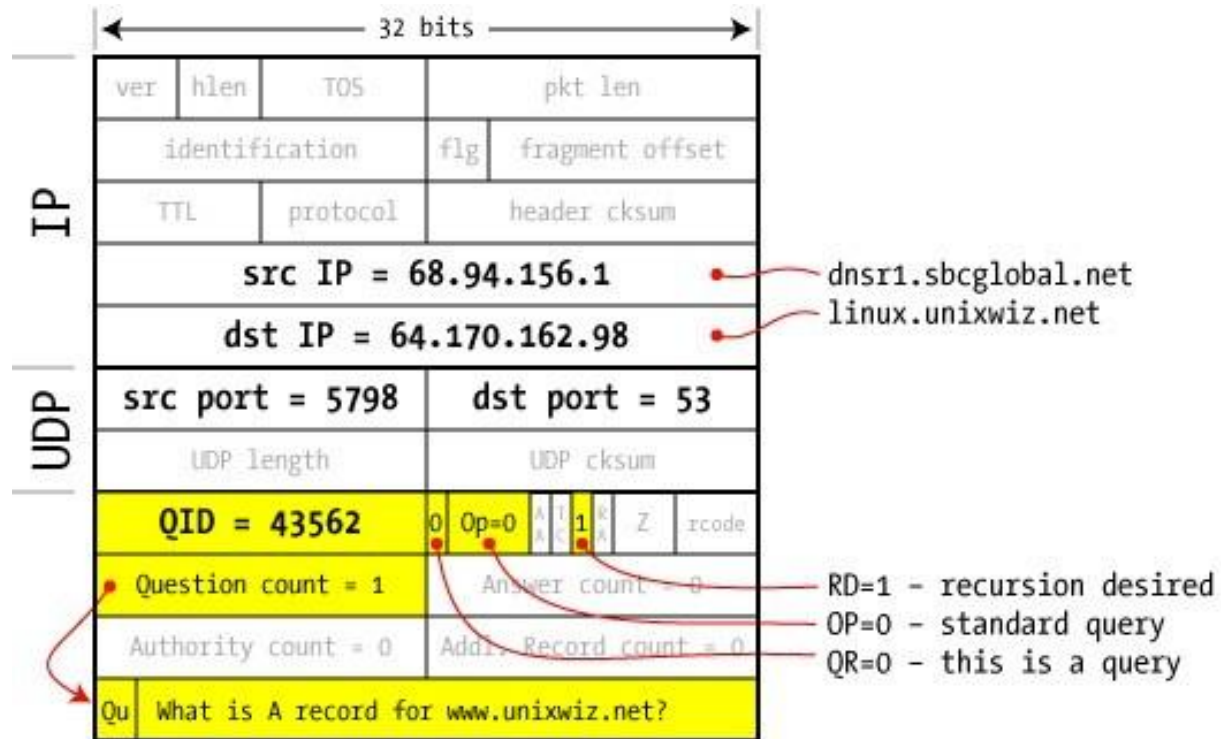 32 bits
IP
ver hlen TOS pkt len
identification flg fragment offset
TTL protocol header cksum
src IP = 68.94.156.1
dnsr1.sbcglobal.net
dst IP = 64.170.162.98
linux.unixwiz.net
UDP
src port = 5798 dst port = 53
UDP length UDP cksum
QID = 43562 0 Op=0 AA TC 1 RA Z rcode
Question count = 1 Answer count = 0
RD=1 – recursion desired
OP=0 – standard query
Authority count = 0 Addl. Record count = 0
QR=0 – this is a query
Qu What is A record for www.unixwiz.net?